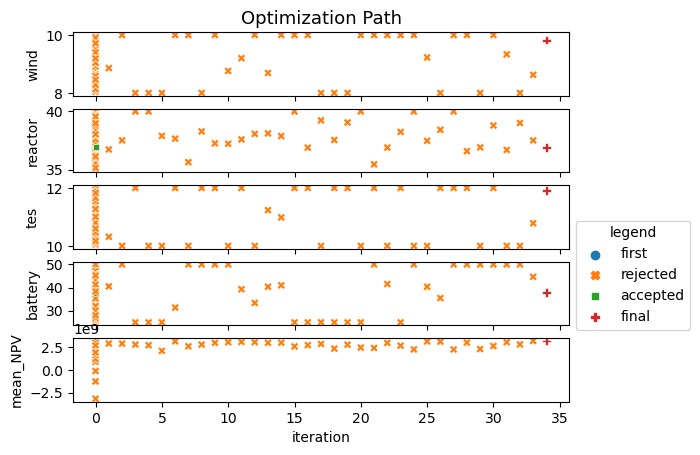 Optimization Path
wind
10
8
reactor
40
35
tes
12
10
battery
50
40
30
1e9
mean_NPV
2.5
0.0
−2.5
0 5 10 15 20 25 30 35
iteration
legend
first
rejected
accepted
final